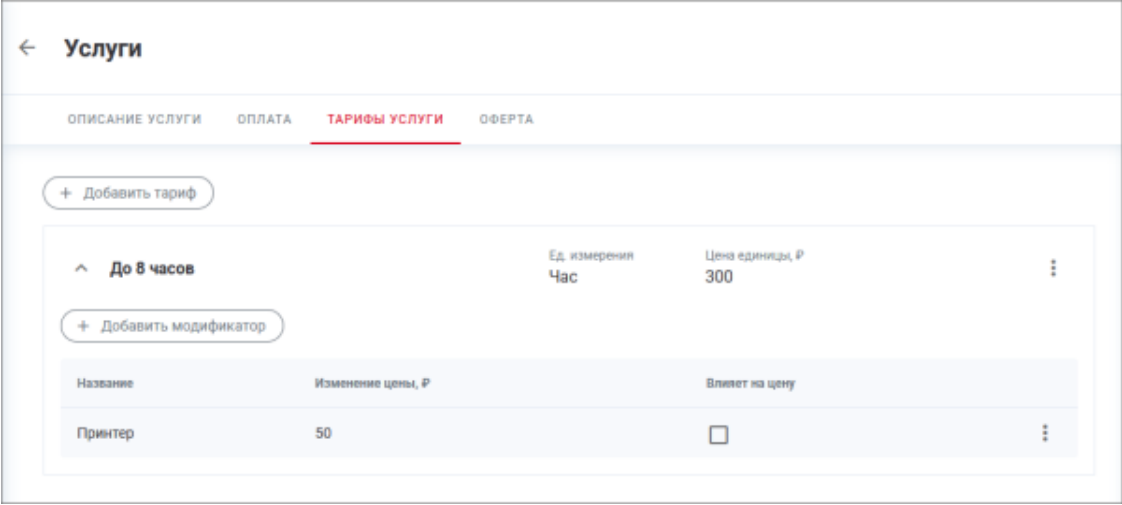 Услуги
ОПИСАНИЕ УСЛУГИ ОПЛАТА ТАРИФЫ УСЛУГИ ОФЕРТА
+ Добавить тариф
До 8 часов
Ед. измерения
Час
Цена единицы, ₽
300
+ Добавить модификатор
Название Изменение цены, ₽ Влияет на цену
Принтер 50